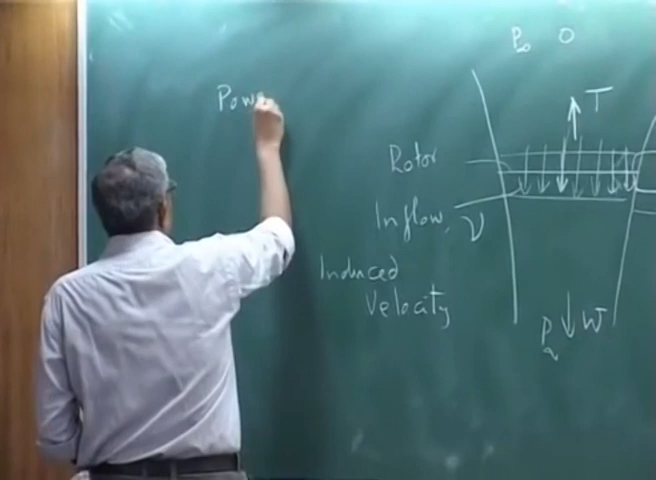 P∞ O
Pow
T
Rotor
Inflow, ν
Induced
Velocity
W